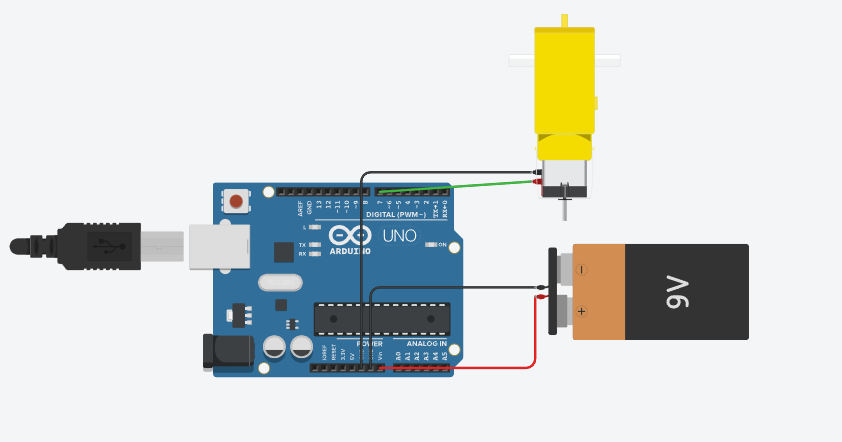 AREF
GND
13
12
~11
~10
~9
8
7
~6
~5
4
~3
2
TX→1
RX←0
DIGITAL (PWM~)
L
TX
RX
ARDUINO
UNO
ON
9V
POWER
ANALOG IN
IOREF
RESET
3.3V
5V
Vin
A0
A1
A2
A3
A4
A5